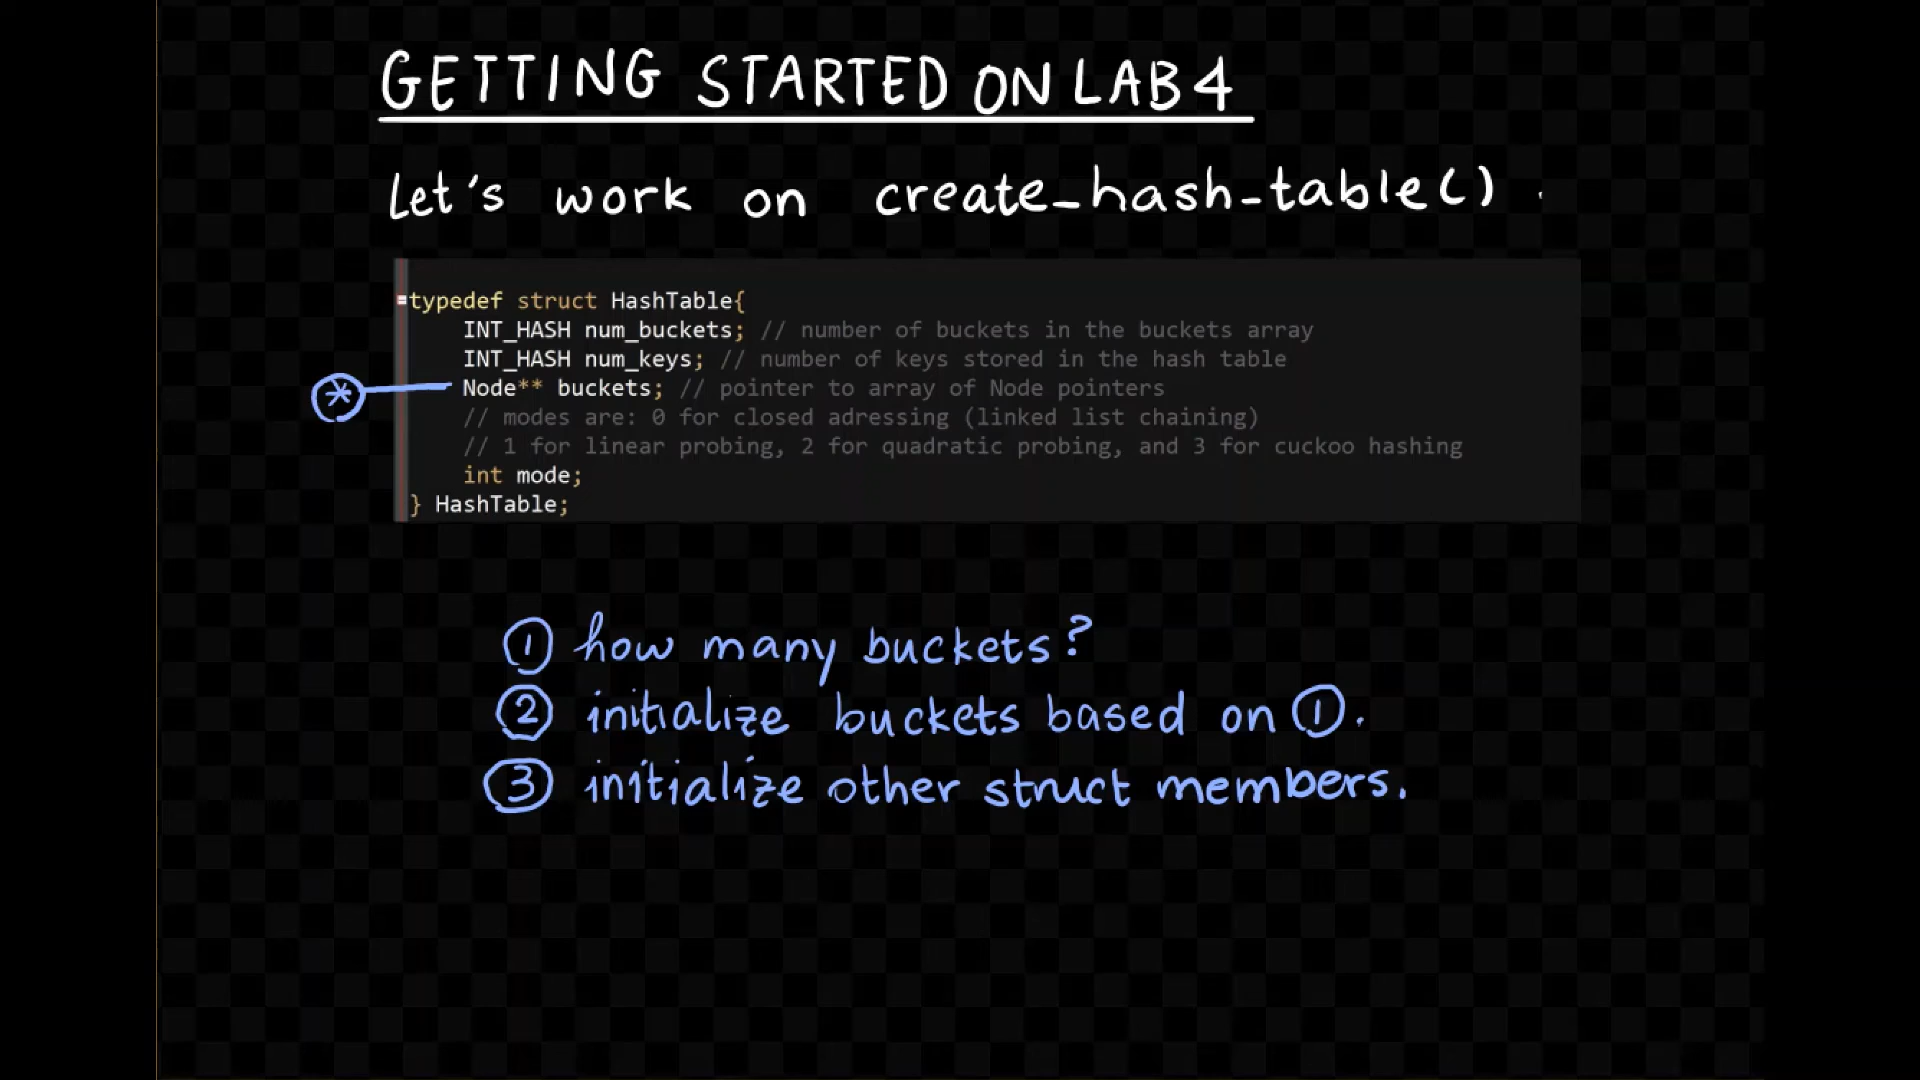 GETTING STARTED ON LAB 4
Let's work on create_hash_table() .
typedef struct HashTable{
INT_HASH num_buckets; // number of buckets in the buckets array
INT_HASH num_keys; // number of keys stored in the hash table
* Node** buckets; // pointer to array of Node pointers
// modes are: 0 for closed adressing (linked list chaining)
// 1 for linear probing, 2 for quadratic probing, and 3 for cuckoo hashing
int mode;
} HashTable;
① how many buckets?
② initialize buckets based on ①.
③ initialize other struct members.